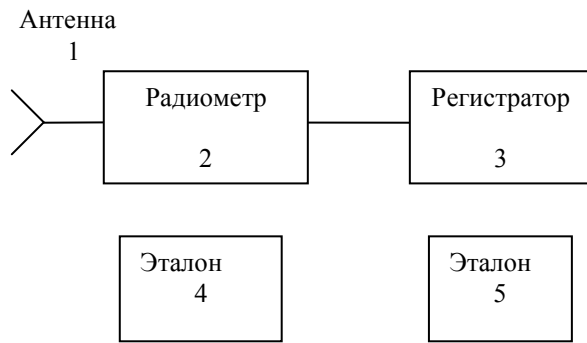 Антенна
1
Радиометр
2
Регистратор
3
Эталон
4
Эталон
5